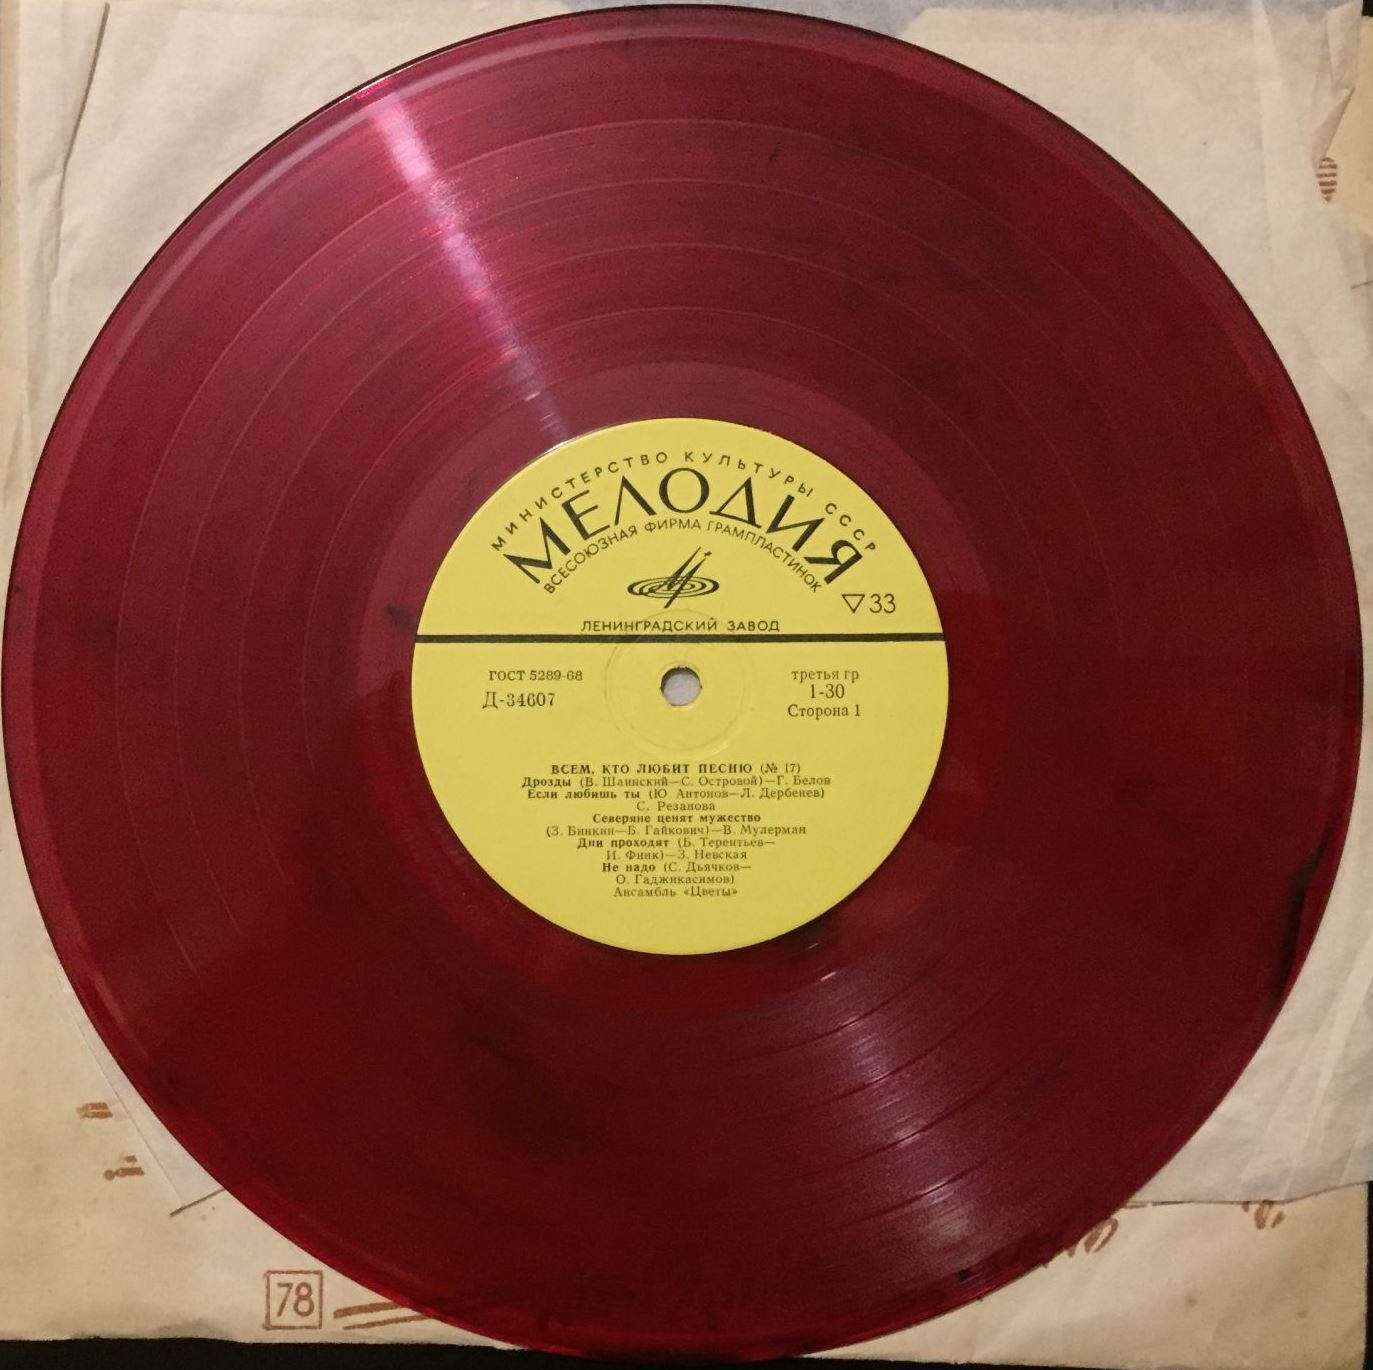 МИНИСТЕРСТВО КУЛЬТУРЫ СССР
МЕЛОДИЯ
ВСЕСОЮЗНАЯ ФИРМА ГРАМПЛАСТИНОК
33
ЛЕНИНГРАДСКИЙ ЗАВОД
ГОСТ 5289-68
Д-34607
третья гр
1-30
Сторона 1
ВСЕМ, КТО ЛЮБИТ ПЕСНЮ (№ 17)
Дрозды (В. Шаинский—С. Островой)—Г. Белов
Если любишь ты (Ю. Антонов—Л. Дербенев)
С. Резанова
Северяне ценят мужество
(З. Бинкин—Б. Гайкович)—В. Мулерман
Дни проходят (Б. Терентьев—
И. Финк)—З. Невская
Не надо (С. Дьячков—
О. Гаджикасимов)
Ансамбль «Цветы»
78